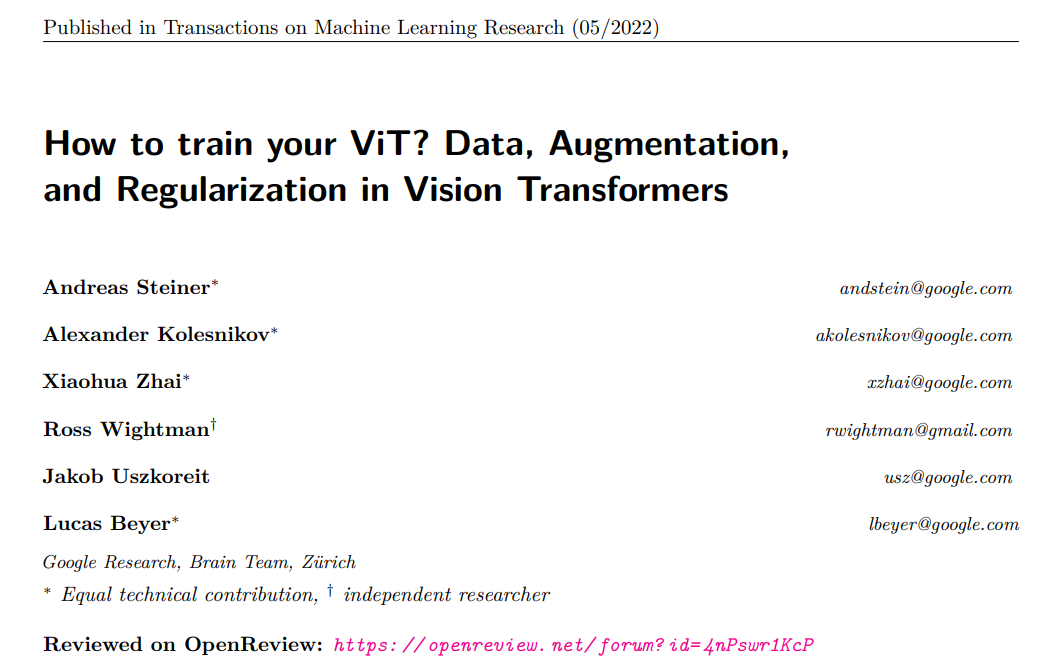 Published in Transactions on Machine Learning Research (05/2022)
How to train your ViT? Data, Augmentation,
and Regularization in Vision Transformers
Andreas Steiner* andstein@google.com
Alexander Kolesnikov* akolesnikov@google.com
Xiaohua Zhai* xzhai@google.com
Ross Wightman† rwightman@gmail.com
Jakob Uszkoreit usz@google.com
Lucas Beyer* lbeyer@google.com
Google Research, Brain Team, Zürich
* Equal technical contribution, † independent researcher
Reviewed on OpenReview: https://openreview.net/forum?id=4nPswr1KcP